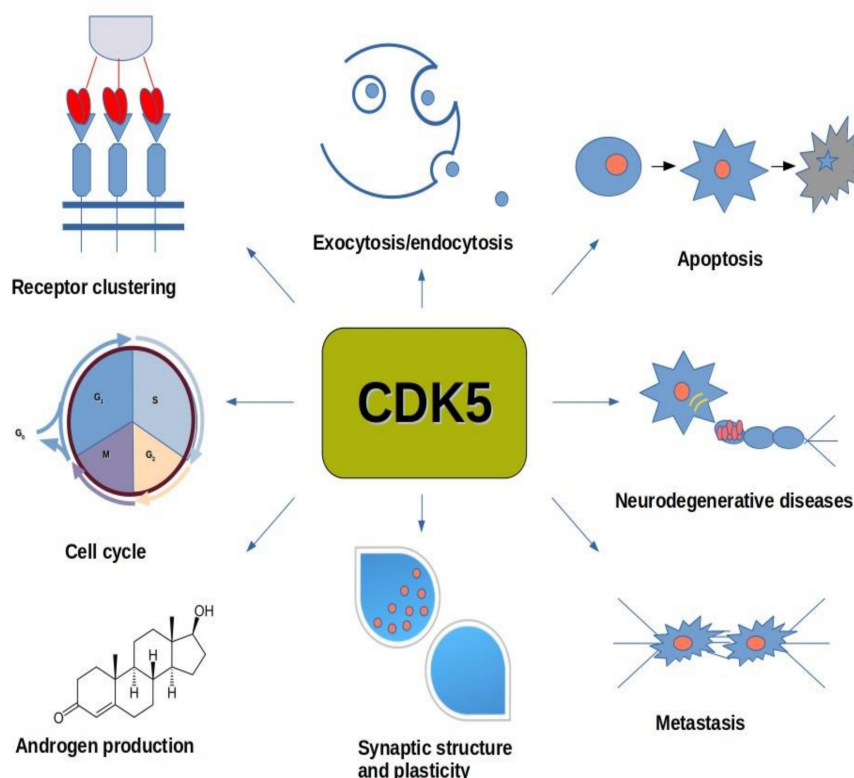 Receptor clustering
Exocytosis/endocytosis
Apoptosis
CDK5
G₁
S
G₀
M
G₂
Cell cycle
Neurodegenerative diseases
OH
H
H
H
O
Androgen production
Synaptic structure
and plasticity
Metastasis